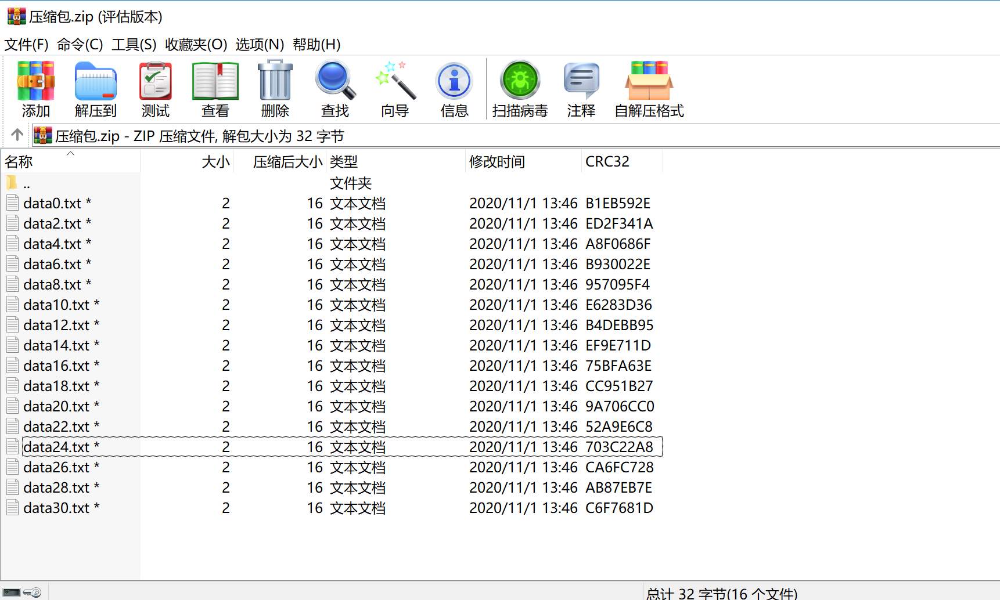 压缩包.zip (评估版本)
文件(F) 命令(C) 工具(S) 收藏夹(O) 选项(N) 帮助(H)
添加 解压到 测试 查看 删除 查找 向导 信息 扫描病毒 注释 自解压格式
压缩包.zip - ZIP 压缩文件, 解包大小为 32 字节
名称 大小 压缩后大小 类型 修改时间 CRC32
.. 文件夹
data0.txt * 2 16 文本文档 2020/11/1 13:46 B1EB592E
data2.txt * 2 16 文本文档 2020/11/1 13:46 ED2F341A
data4.txt * 2 16 文本文档 2020/11/1 13:46 A8F0686F
data6.txt * 2 16 文本文档 2020/11/1 13:46 B930022E
data8.txt * 2 16 文本文档 2020/11/1 13:46 957095F4
data10.txt * 2 16 文本文档 2020/11/1 13:46 E6283D36
data12.txt * 2 16 文本文档 2020/11/1 13:46 B4DEBB95
data14.txt * 2 16 文本文档 2020/11/1 13:46 EF9E711D
data16.txt * 2 16 文本文档 2020/11/1 13:46 75BFA63E
data18.txt * 2 16 文本文档 2020/11/1 13:46 CC951B27
data20.txt * 2 16 文本文档 2020/11/1 13:46 9A706CC0
data22.txt * 2 16 文本文档 2020/11/1 13:46 52A9E6C8
data24.txt * 2 16 文本文档 2020/11/1 13:46 703C22A8
data26.txt * 2 16 文本文档 2020/11/1 13:46 CA6FC728
data28.txt * 2 16 文本文档 2020/11/1 13:46 AB87EB7E
data30.txt * 2 16 文本文档 2020/11/1 13:46 C6F7681D
总计 32 字节(16 个文件)